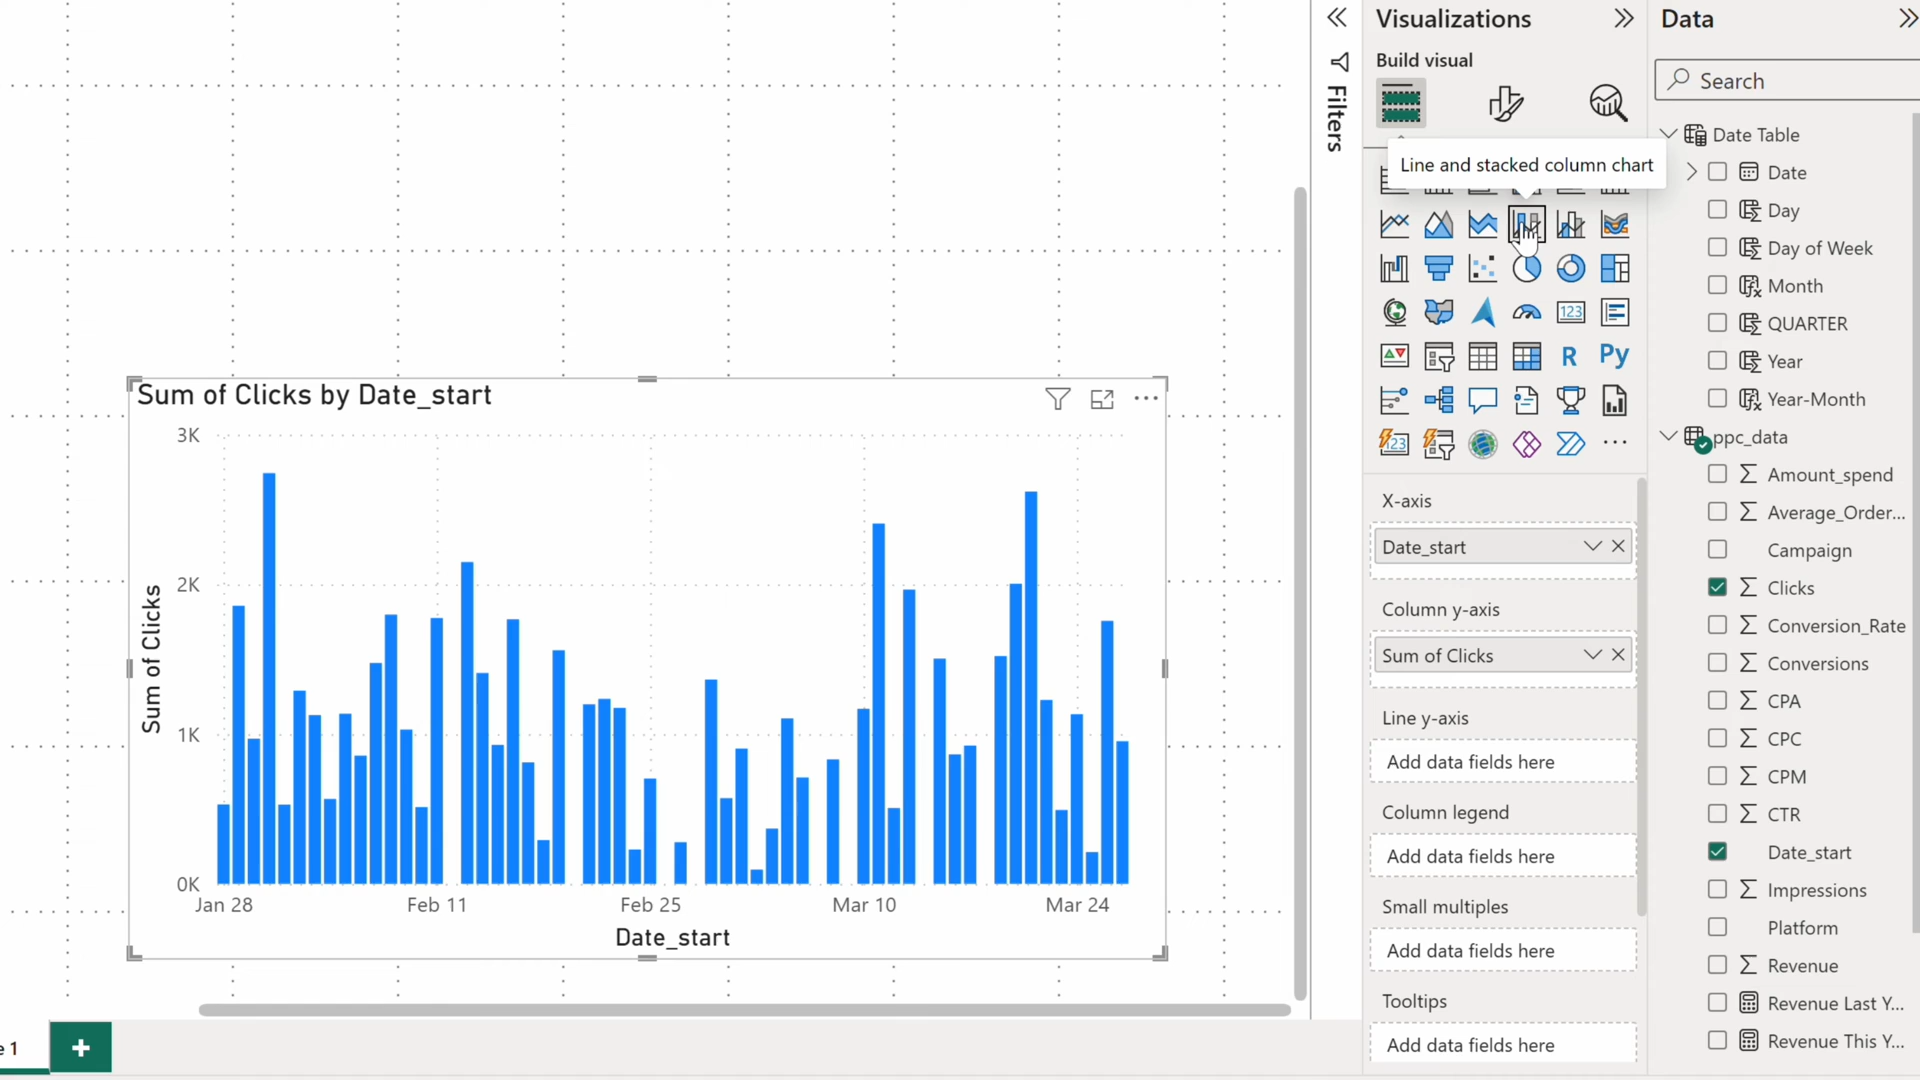 Visualizations
Data
Build visual
Search
Filters
Line and stacked column chart
Date Table
Date
Day
Day of Week
Month
QUARTER
Year
Year-Month
ppc_data
Amount_spend
Average_Order...
Campaign
Clicks
Conversion_Rate
Conversions
CPA
CPC
CPM
CTR
Date_start
Impressions
Platform
Revenue
Revenue Last Y...
Revenue This Y...
123
R
Py
123
X-axis
Date_start
Column y-axis
Sum of Clicks
Line y-axis
Add data fields here
Column legend
Add data fields here
Small multiples
Add data fields here
Tooltips
Add data fields here
Sum of Clicks by Date_start
3K
2K
1K
0K
Sum of Clicks
Jan 28
Feb 11
Feb 25
Mar 10
Mar 24
Date_start
e 1